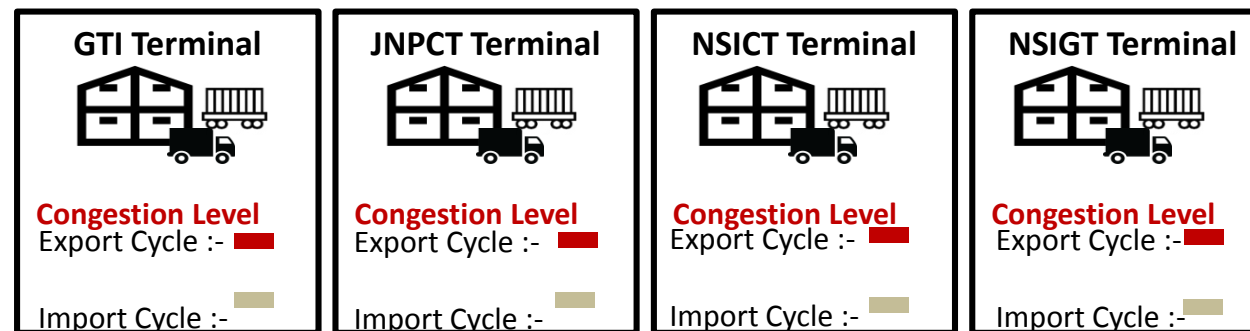 GTI Terminal
Congestion Level
Export Cycle :-
Import Cycle :-
JNPCT Terminal
Congestion Level
Export Cycle :-
Import Cycle :-
NSICT Terminal
Congestion Level
Export Cycle :-
Import Cycle :-
NSIGT Terminal
Congestion Level
Export Cycle :-
Import Cycle :-